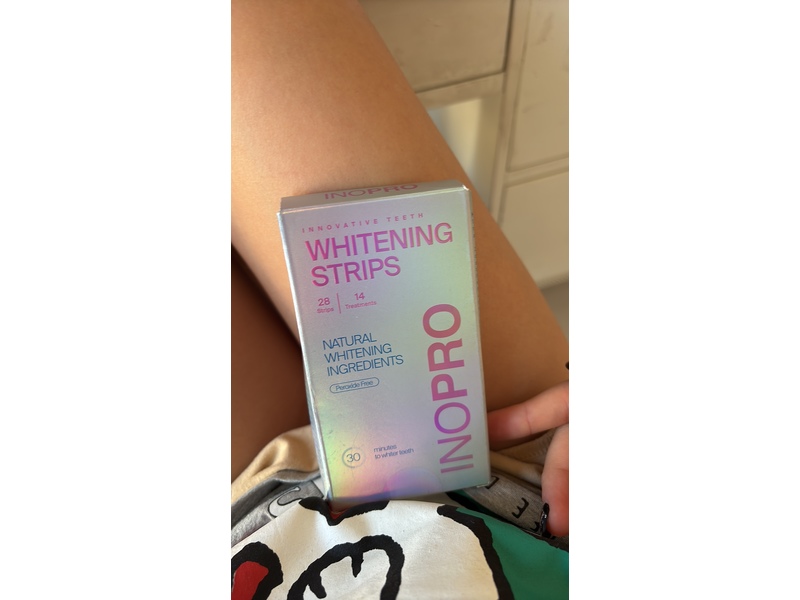 INOPRO
INNOVATIVE TEETH
WHITENING
STRIPS
28
Strips
14
Treatments
NATURAL
WHITENING
INGREDIENTS
Peroxide Free
30
minutes
to whiter teeth
INOPRO